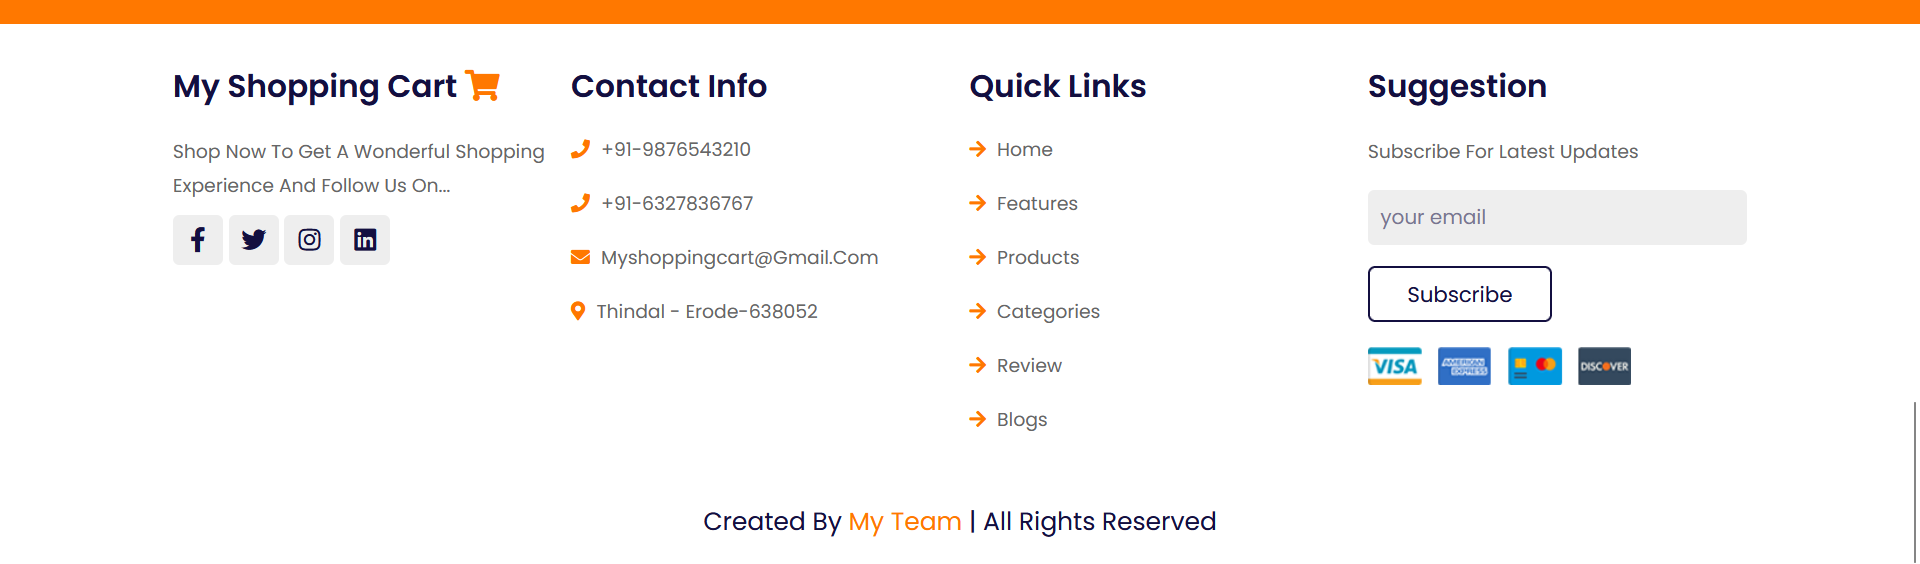 My Shopping Cart
Shop Now To Get A Wonderful Shopping
Experience And Follow Us On...
Contact Info
+91-9876543210
+91-6327836767
Myshoppingcart@Gmail.Com
Thindal - Erode-638052
Quick Links
Home
Features
Products
Categories
Review
Blogs
Suggestion
Subscribe For Latest Updates
your email
Subscribe
VISA
AMERICAN
EXPRESS
DISCOVER
Created By My Team | All Rights Reserved